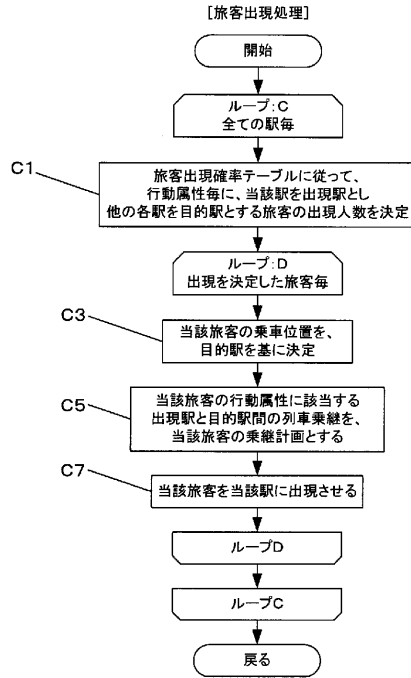 [旅客出現処理]
開始
ループ:C
全ての駅毎
C1
旅客出現確率テーブルに従って、
行動属性毎に、当該駅を出現駅とし
他の各駅を目的駅とする旅客の出現人数を決定
ループ:D
出現を決定した旅客毎
C3
当該旅客の乗車位置を、
目的駅を基に決定
C5
当該旅客の行動属性に該当する
出現駅と目的駅間の列車乗継を、
当該旅客の乗継計画とする
C7
当該旅客を当該駅に出現させる
ループD
ループC
戻る